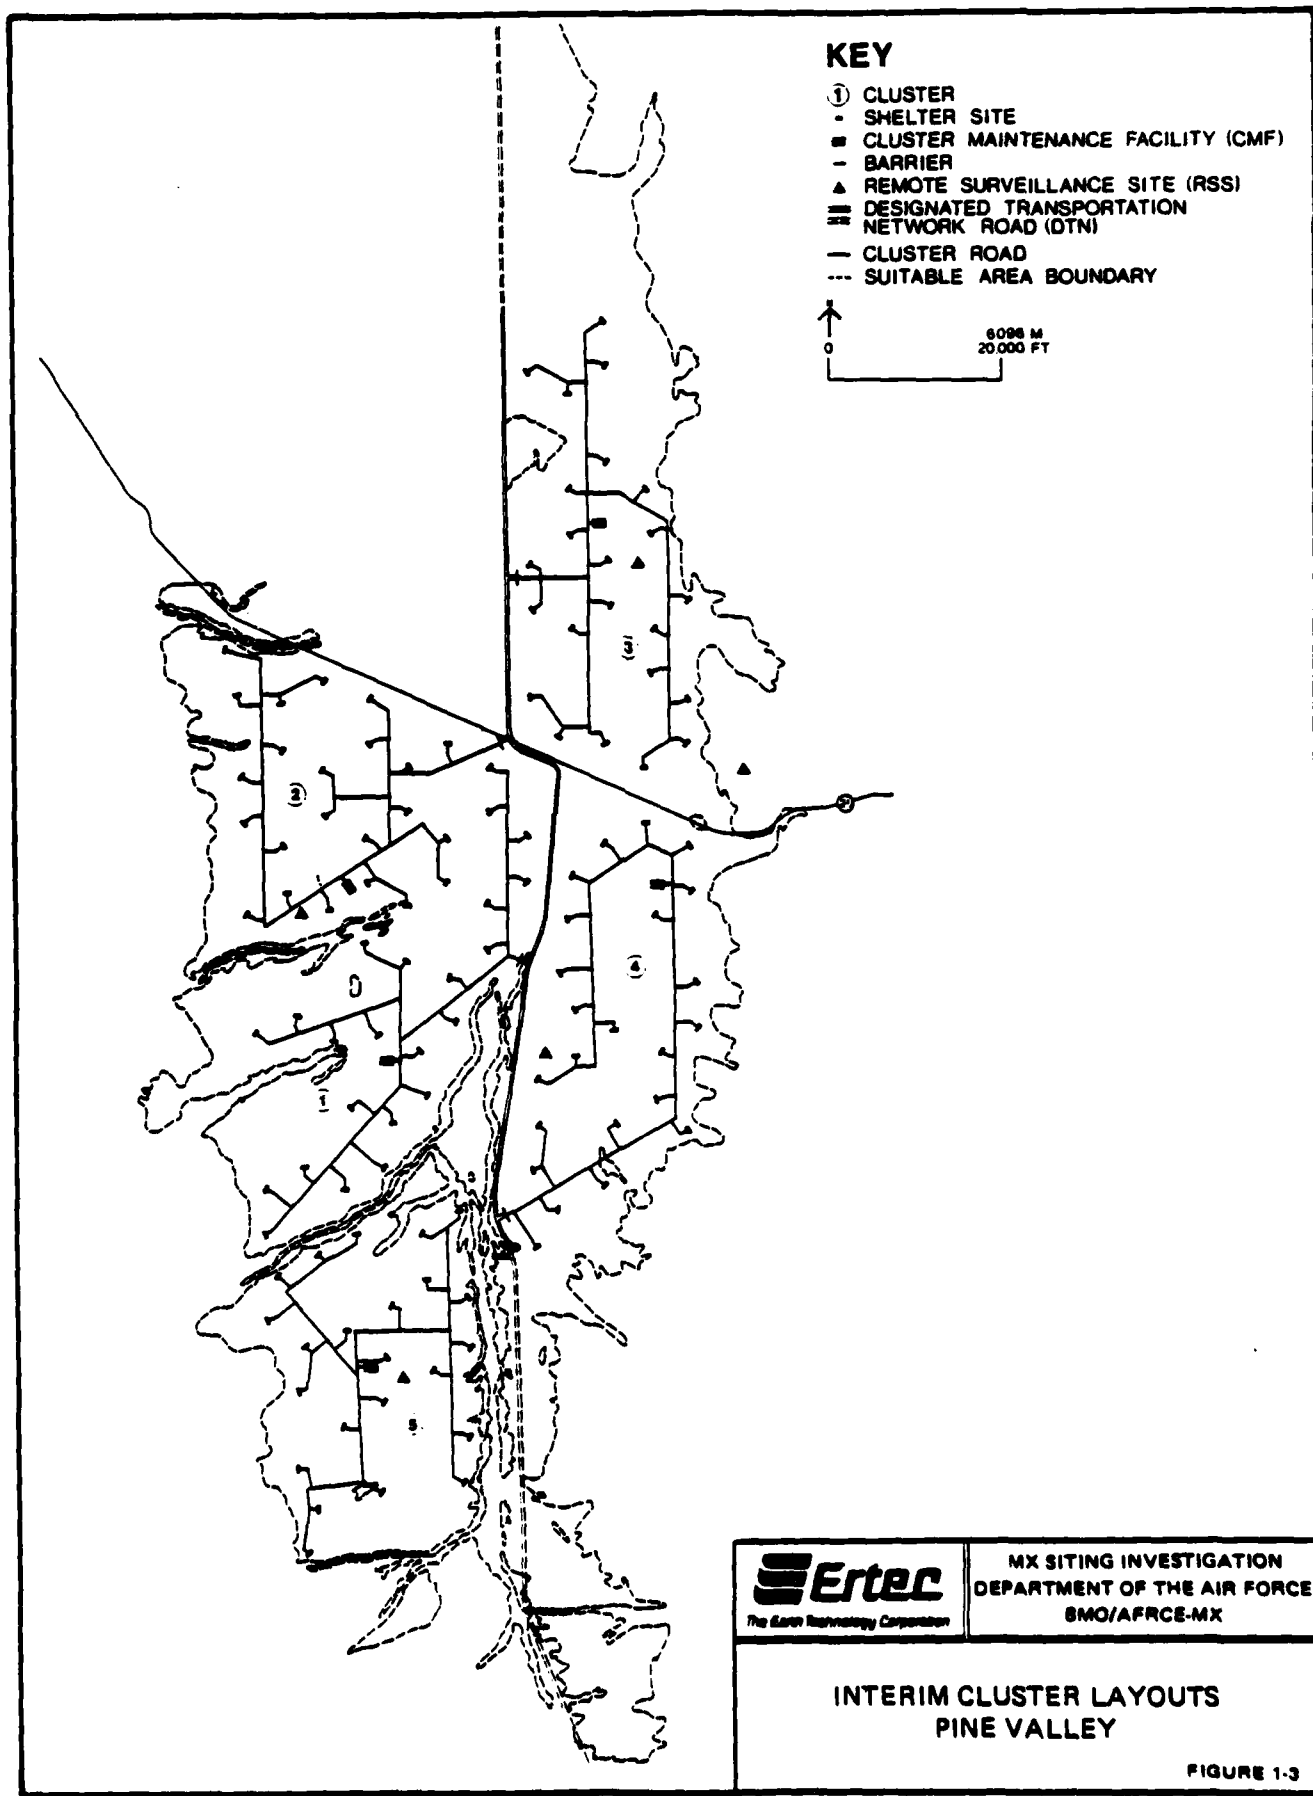 KEY
① CLUSTER
SHELTER SITE
CLUSTER MAINTENANCE FACILITY (CMF)
BARRIER
REMOTE SURVEILLANCE SITE (RSS)
DESIGNATED TRANSPORTATION
NETWORK ROAD (DTN)
CLUSTER ROAD
SUITABLE AREA BOUNDARY
N
0
6096 M
20,000 FT
3
2
4
1
5
Ertec
The Earth Technology Corporation
MX SITING INVESTIGATION
DEPARTMENT OF THE AIR FORCE
BMO/AFRCE-MX
INTERIM CLUSTER LAYOUTS
PINE VALLEY
FIGURE 1-3